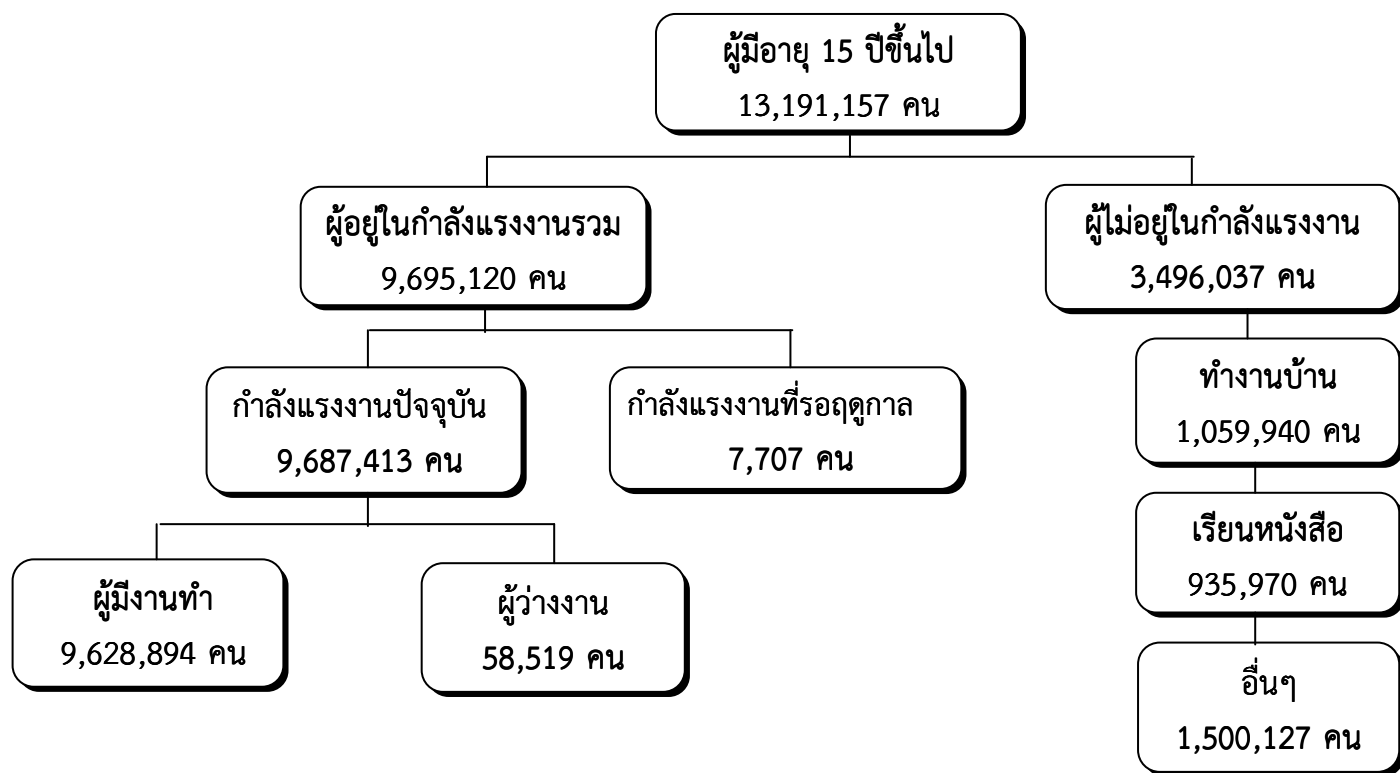 ผู้มีอายุ 15 ปีขึ้นไป
13,191,157 คน
ผู้อยู่ในกำลังแรงงานรวม
9,695,120 คน
ผู้ไม่อยู่ในกำลังแรงงาน
3,496,037 คน
กำลังแรงงานปัจจุบัน
9,687,413 คน
กำลังแรงงานที่รอฤดูกาล
7,707 คน
ทำงานบ้าน
1,059,940 คน
เรียนหนังสือ
935,970 คน
ผู้มีงานทำ
9,628,894 คน
ผู้ว่างงาน
58,519 คน
อื่นๆ
1,500,127 คน